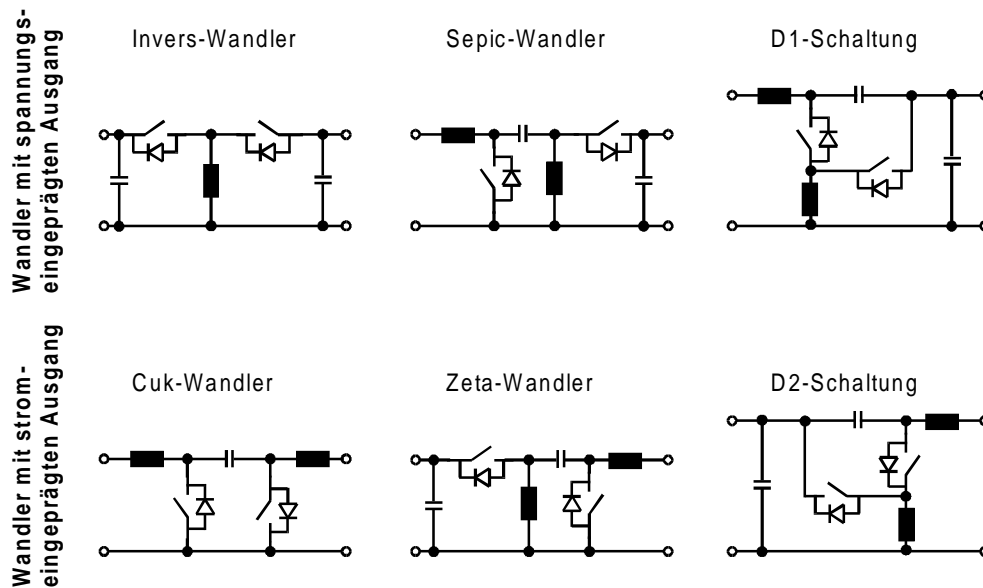 Wandler mit spannungs-
eingeprägten Ausgang
Invers-Wandler
Sepic-Wandler
D1-Schaltung
Wandler mit strom-
eingeprägten Ausgang
Cuk-Wandler
Zeta-Wandler
D2-Schaltung